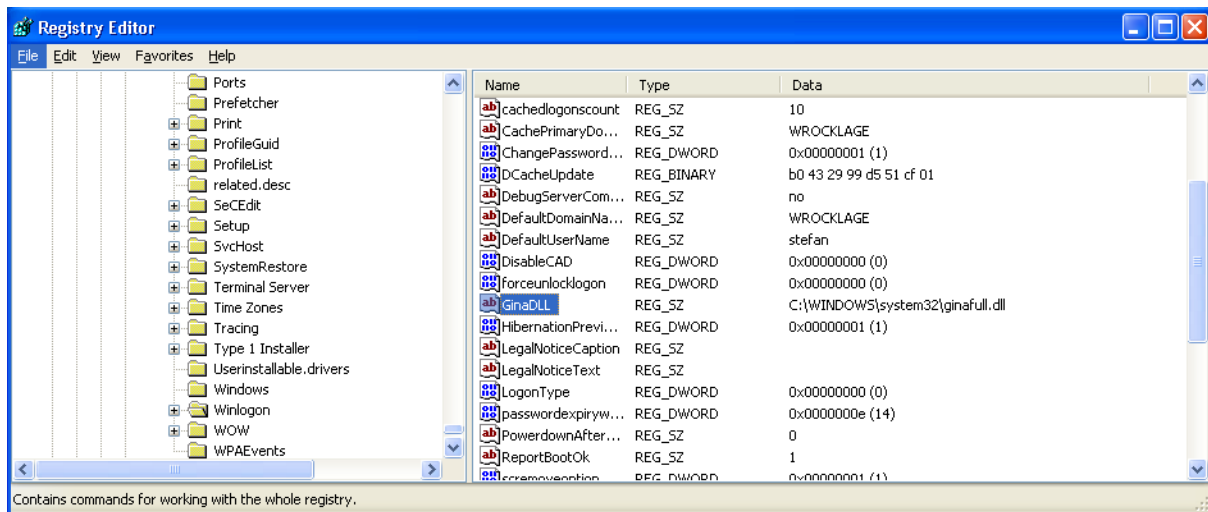 Registry Editor
File Edit View Favorites Help
Ports
Prefetcher
Print
ProfileGuid
ProfileList
related.desc
SeCEdit
Setup
SvcHost
SystemRestore
Terminal Server
Time Zones
Tracing
Type 1 Installer
Userinstallable.drivers
Windows
Winlogon
WOW
WPAEvents
Name Type Data
cachedlogonscount REG_SZ 10
CachePrimaryDo... REG_SZ WROCKLAGE
ChangePassword... REG_DWORD 0x00000001 (1)
DCacheUpdate REG_BINARY b0 43 29 99 d5 51 cf 01
DebugServerCom... REG_SZ no
DefaultDomainNa... REG_SZ WROCKLAGE
DefaultUserName REG_SZ stefan
DisableCAD REG_DWORD 0x00000000 (0)
forceunlocklogon REG_DWORD 0x00000000 (0)
GinaDLL REG_SZ C:\WINDOWS\system32\ginafull.dll
HibernationPrevi... REG_DWORD 0x00000001 (1)
LegalNoticeCaption REG_SZ
LegalNoticeText REG_SZ
LogonType REG_DWORD 0x00000000 (0)
passwordexpiryw... REG_DWORD 0x0000000e (14)
PowerdownAfter... REG_SZ 0
ReportBootOk REG_SZ 1
scremoveoption REG_DWORD 0x00000001 (1)
Contains commands for working with the whole registry.